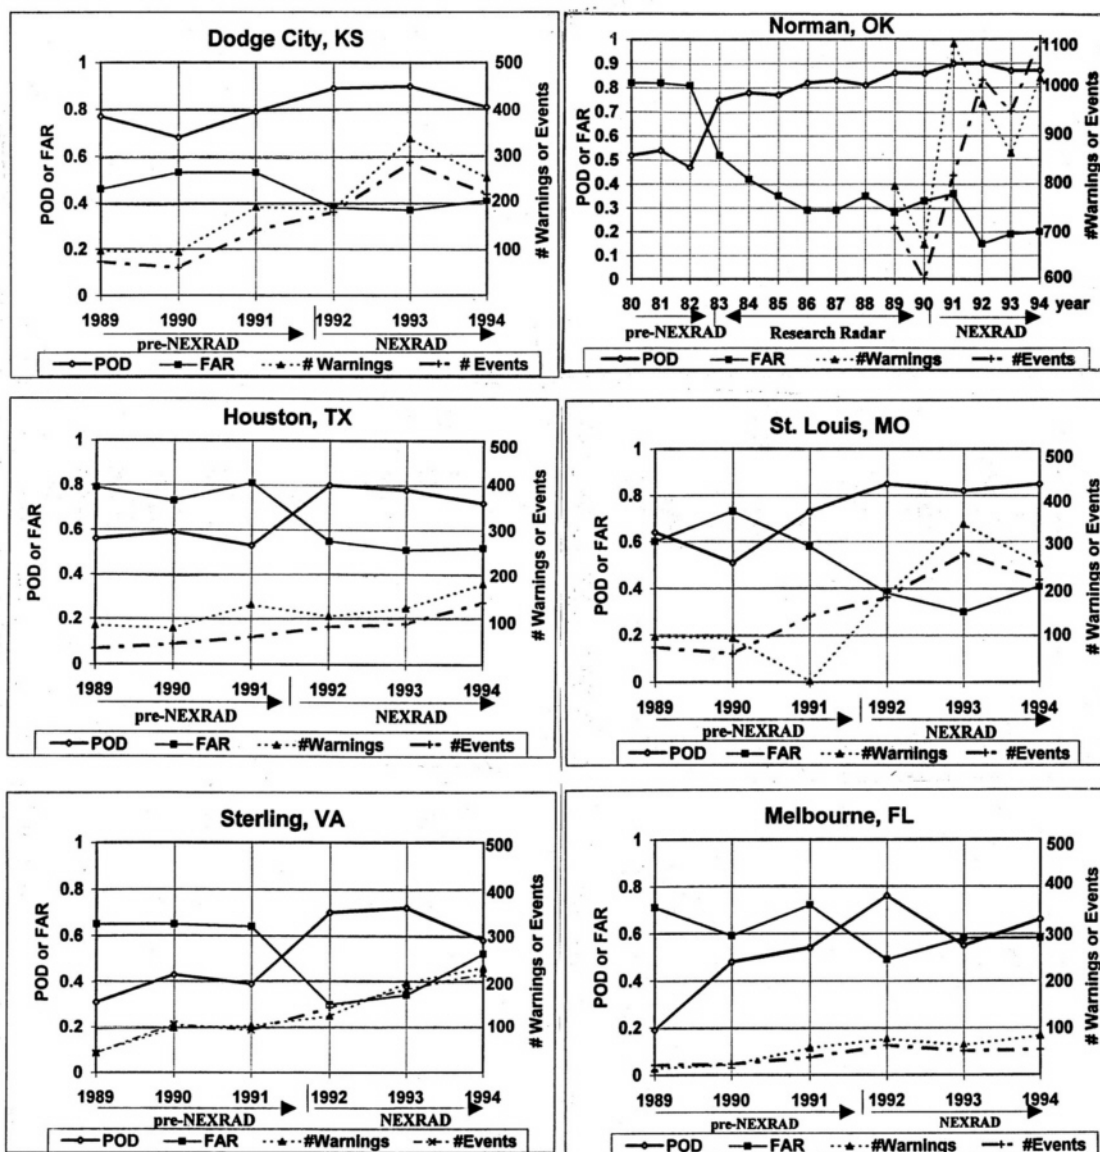 Dodge City, KS
POD or FAR
1
0.8
0.6
0.4
0.2
0
500
400
300
200
100
# Warnings or Events
1989 1990 1991 1992 1993 1994
pre-NEXRAD NEXRAD
POD FAR # Warnings # Events
Norman, OK
POD or FAR
1
0.9
0.8
0.7
0.6
0.5
0.4
0.3
0.2
0.1
0
1100
1000
900
800
700
600
#Warnings or Events
80 81 82 83 84 85 86 87 88 89 90 91 92 93 94 year
pre-NEXRAD Research Radar NEXRAD
POD FAR #Warnings #Events
Houston, TX
POD or FAR
1
0.8
0.6
0.4
0.2
0
500
400
300
200
100
# Warnings or Events
1989 1990 1991 1992 1993 1994
pre-NEXRAD NEXRAD
POD FAR #Warnings #Events
St. Louis, MO
POD or FAR
1
0.8
0.6
0.4
0.2
0
500
400
300
200
100
# Warnings or Events
1989 1990 1991 1992 1993 1994
pre-NEXRAD NEXRAD
POD FAR #Warnings #Events
Sterling, VA
POD or FAR
1
0.8
0.6
0.4
0.2
0
500
400
300
200
100
# Warnings or Events
1989 1990 1991 1992 1993 1994
pre-NEXRAD NEXRAD
POD FAR #Warnings #Events
Melbourne, FL
POD or FAR
1
0.8
0.6
0.4
0.2
0
500
400
300
200
100
# Warnings or Events
1989 1990 1991 1992 1993 1994
pre-NEXRAD NEXRAD
POD FAR #Warnings #Events